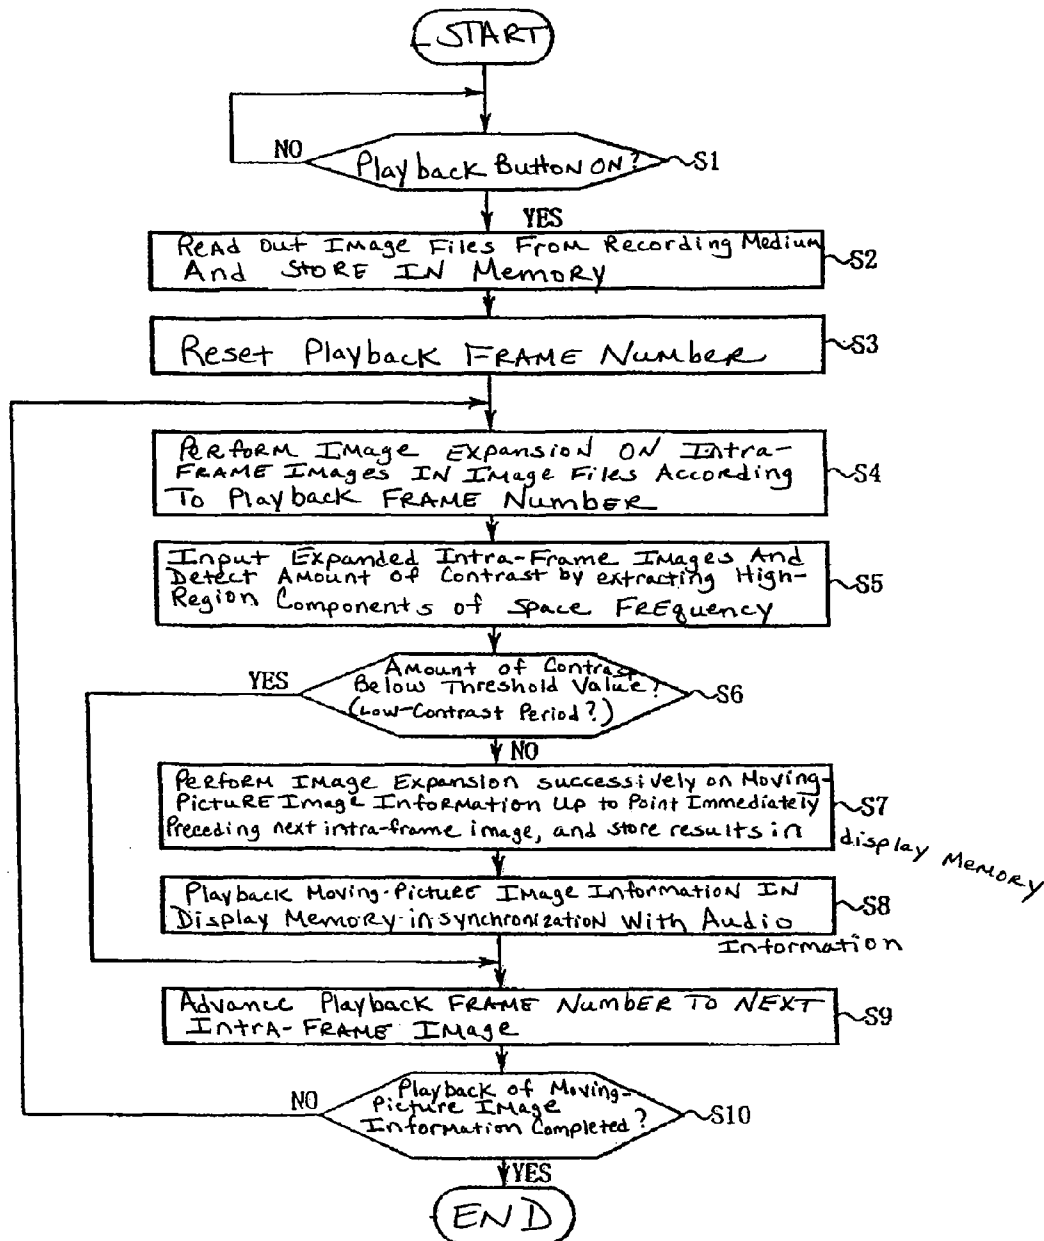 START
NO
Playback Button ON?
S1
YES
Read Out Image Files From Recording Medium
And Store In Memory
S2
Reset Playback Frame Number
S3
Perform Image Expansion On Intra-
Frame Images In Image Files According
To Playback Frame Number
S4
Input Expanded Intra-Frame Images And
Detect Amount of Contrast by extracting High-
Region Components of Space Frequency
S5
YES
Amount of Contrast
Below Threshold Value?
(Low-Contrast Period?)
S6
NO
Perform Image Expansion successively on Moving-
Picture Image Information Up to Point Immediately
Preceding next intra-frame image, and store results in
display Memory
S7
Playback Moving-Picture Image Information In
Display Memory in synchronization With Audio
Information
S8
Advance Playback Frame Number To Next
Intra-Frame Image
S9
NO
Playback of Moving-
Picture Image
Information Completed?
S10
YES
END